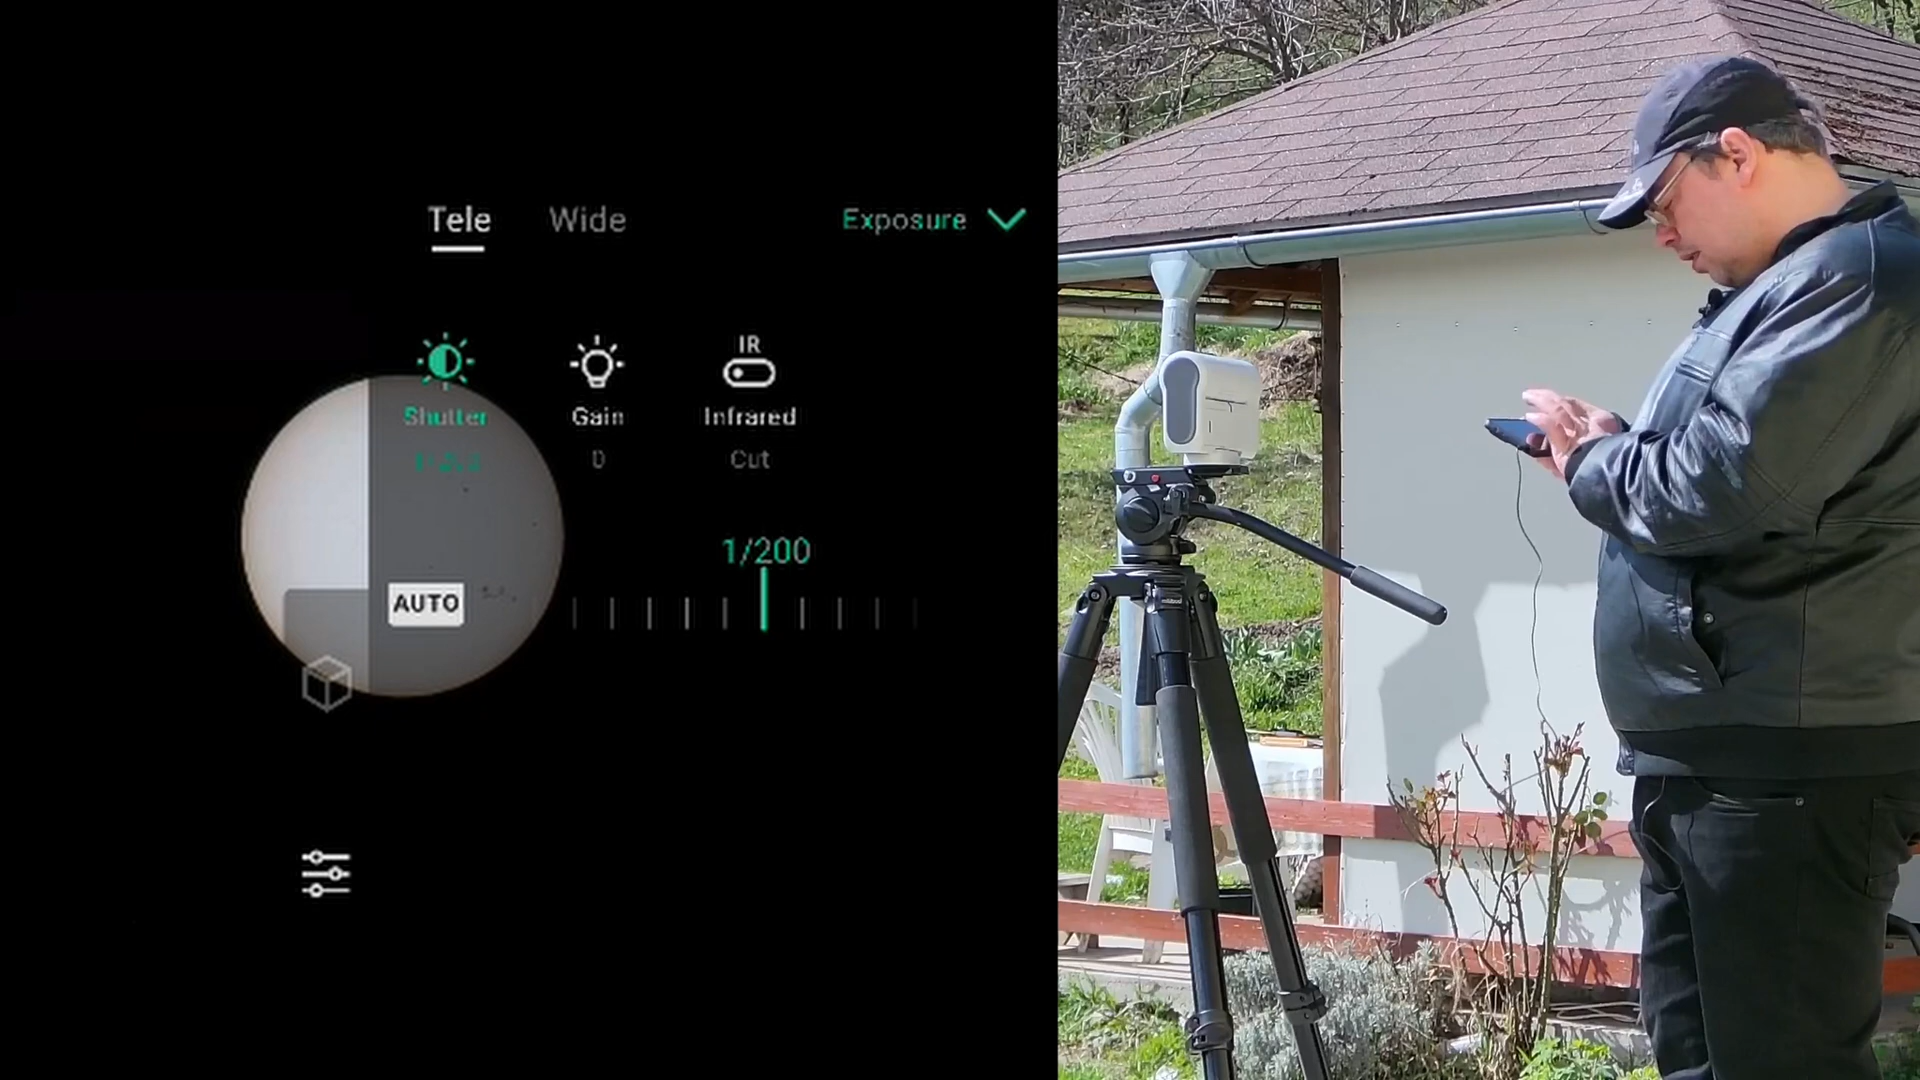 Tele Wide Exposure
IR
Shutter Gain Infrared
0 Cut
1/200
AUTO